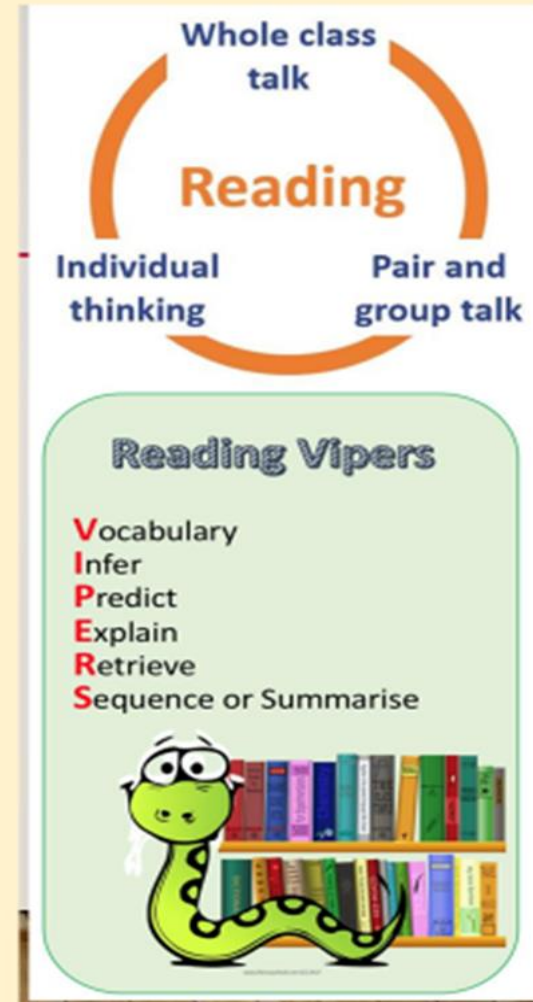 Whole class
talk
Reading
Individual
thinking
Pair and
group talk
Reading Vipers
Vocabulary
Infer
Predict
Explain
Retrieve
Sequence or Summarise